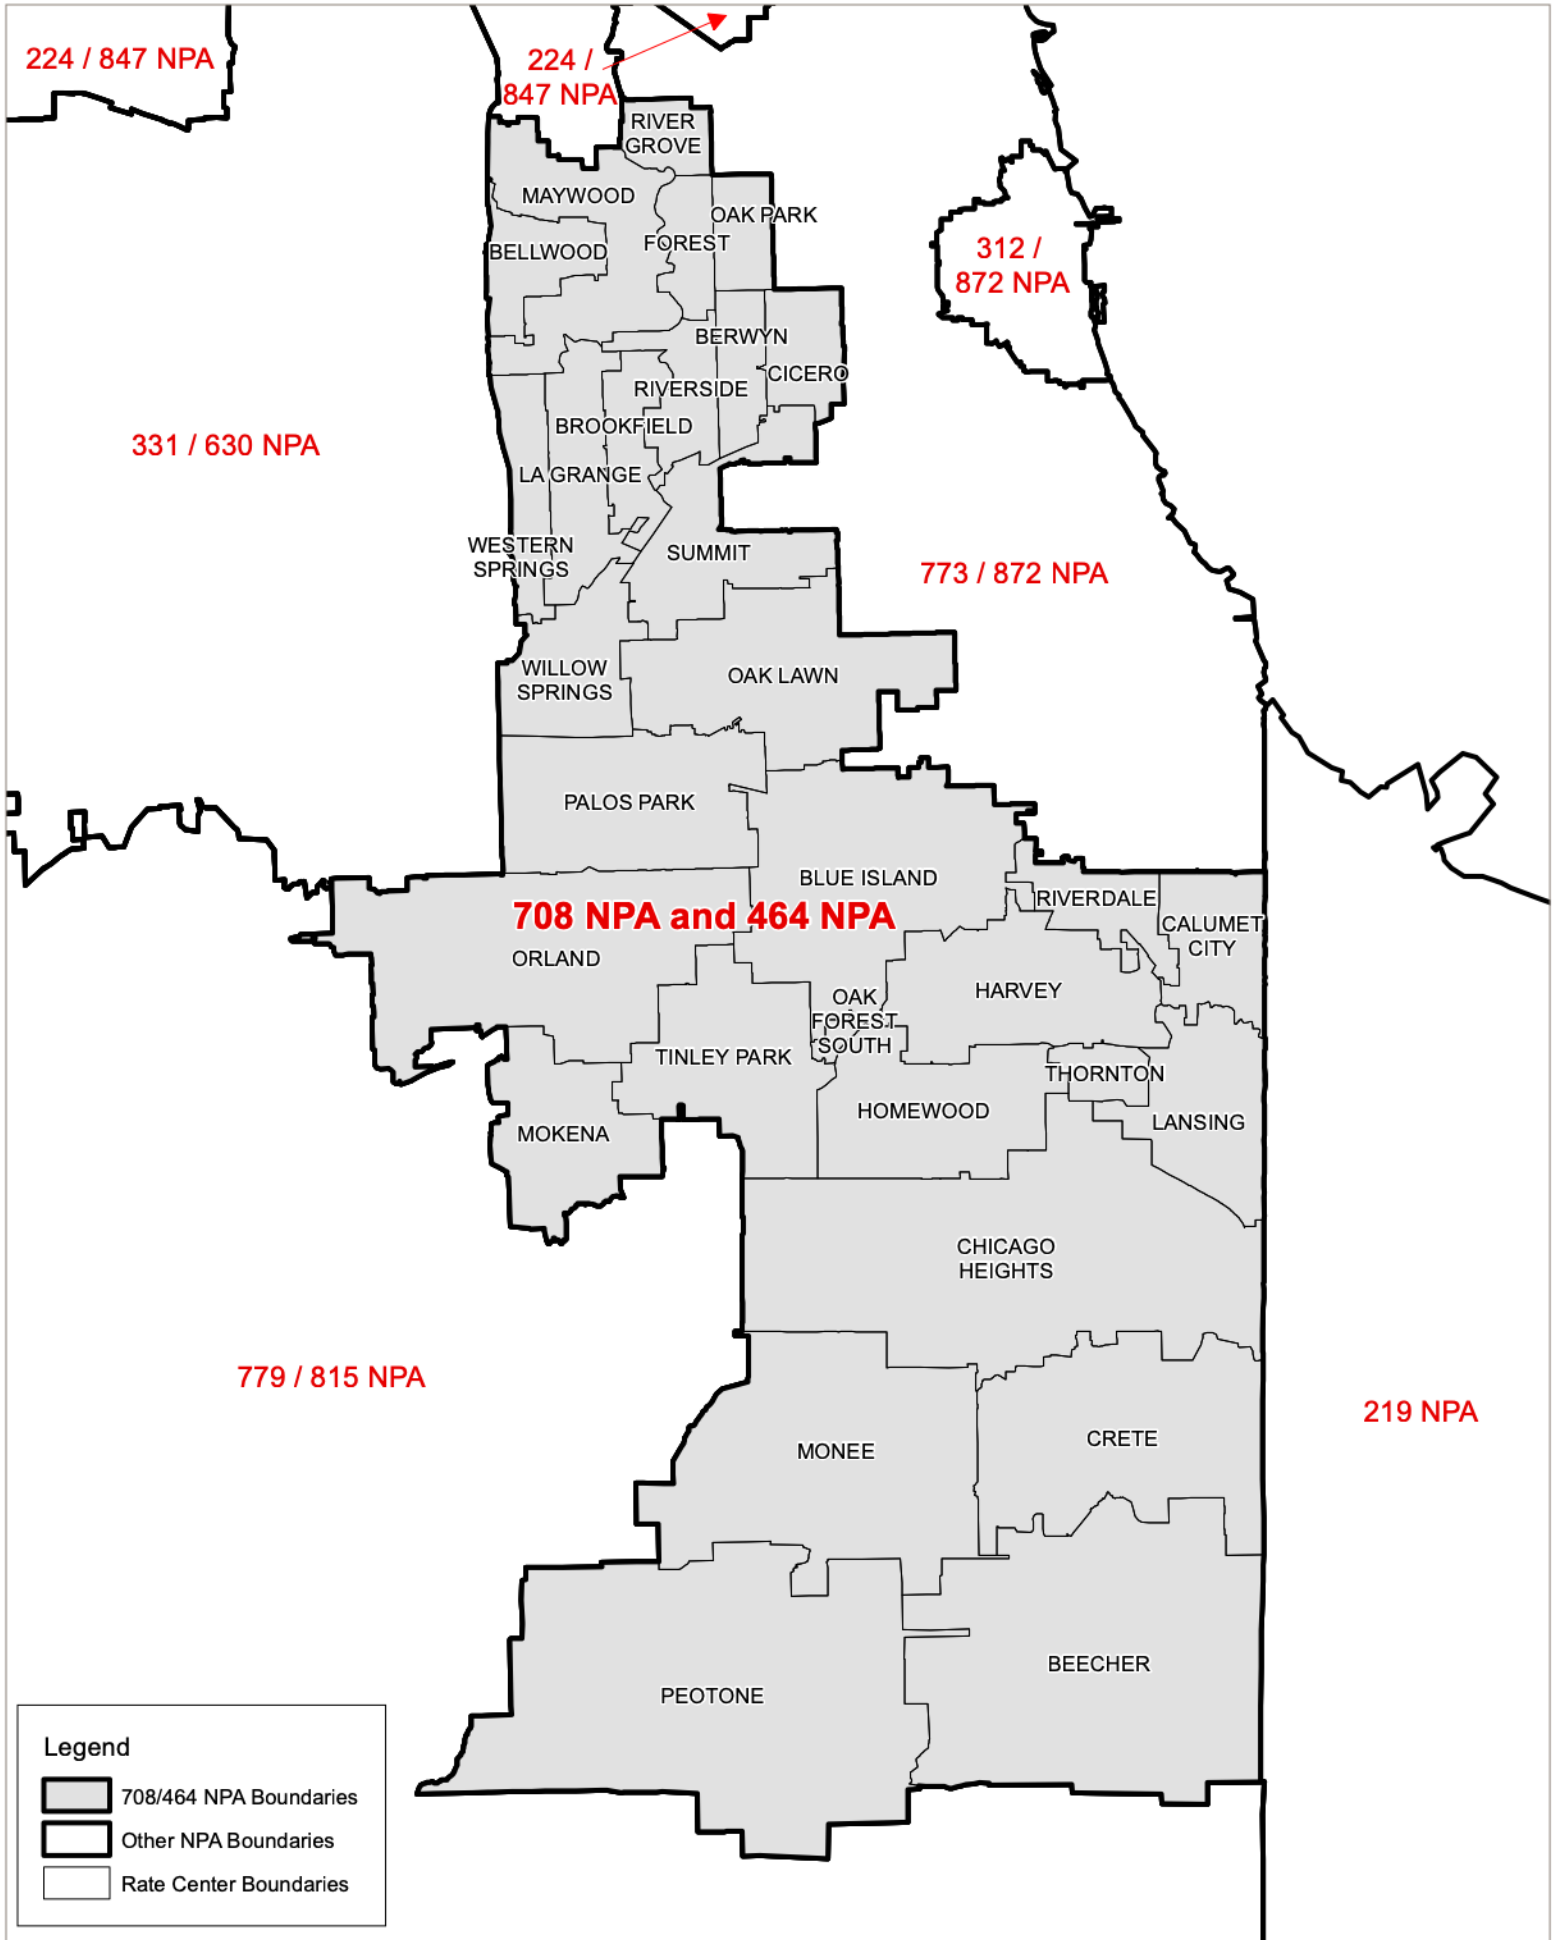 224 / 847 NPA
224 /
847 NPA
RIVER
GROVE
MAYWOOD
OAK PARK
FOREST
BELLWOOD
312 /
872 NPA
BERWYN
CICERO
RIVERSIDE
BROOKFIELD
331 / 630 NPA
LA GRANGE
WESTERN
SPRINGS
SUMMIT
773 / 872 NPA
WILLOW
SPRINGS
OAK LAWN
PALOS PARK
BLUE ISLAND
RIVERDALE
708 NPA and 464 NPA
CALUMET
CITY
ORLAND
HARVEY
OAK
FOREST
SOUTH
TINLEY PARK
THORNTON
HOMEWOOD
LANSING
MOKENA
CHICAGO
HEIGHTS
779 / 815 NPA
219 NPA
CRETE
MONEE
BEECHER
PEOTONE
Legend
708/464 NPA Boundaries
Other NPA Boundaries
Rate Center Boundaries